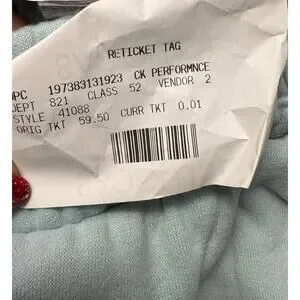 RETICKET TAG
PC 197383131923 CK PERFORMNCE
DEPT 821 CLASS 52 VENDOR 2
STYLE 41088
ORIG TKT 59.50 CURR TKT 0.01